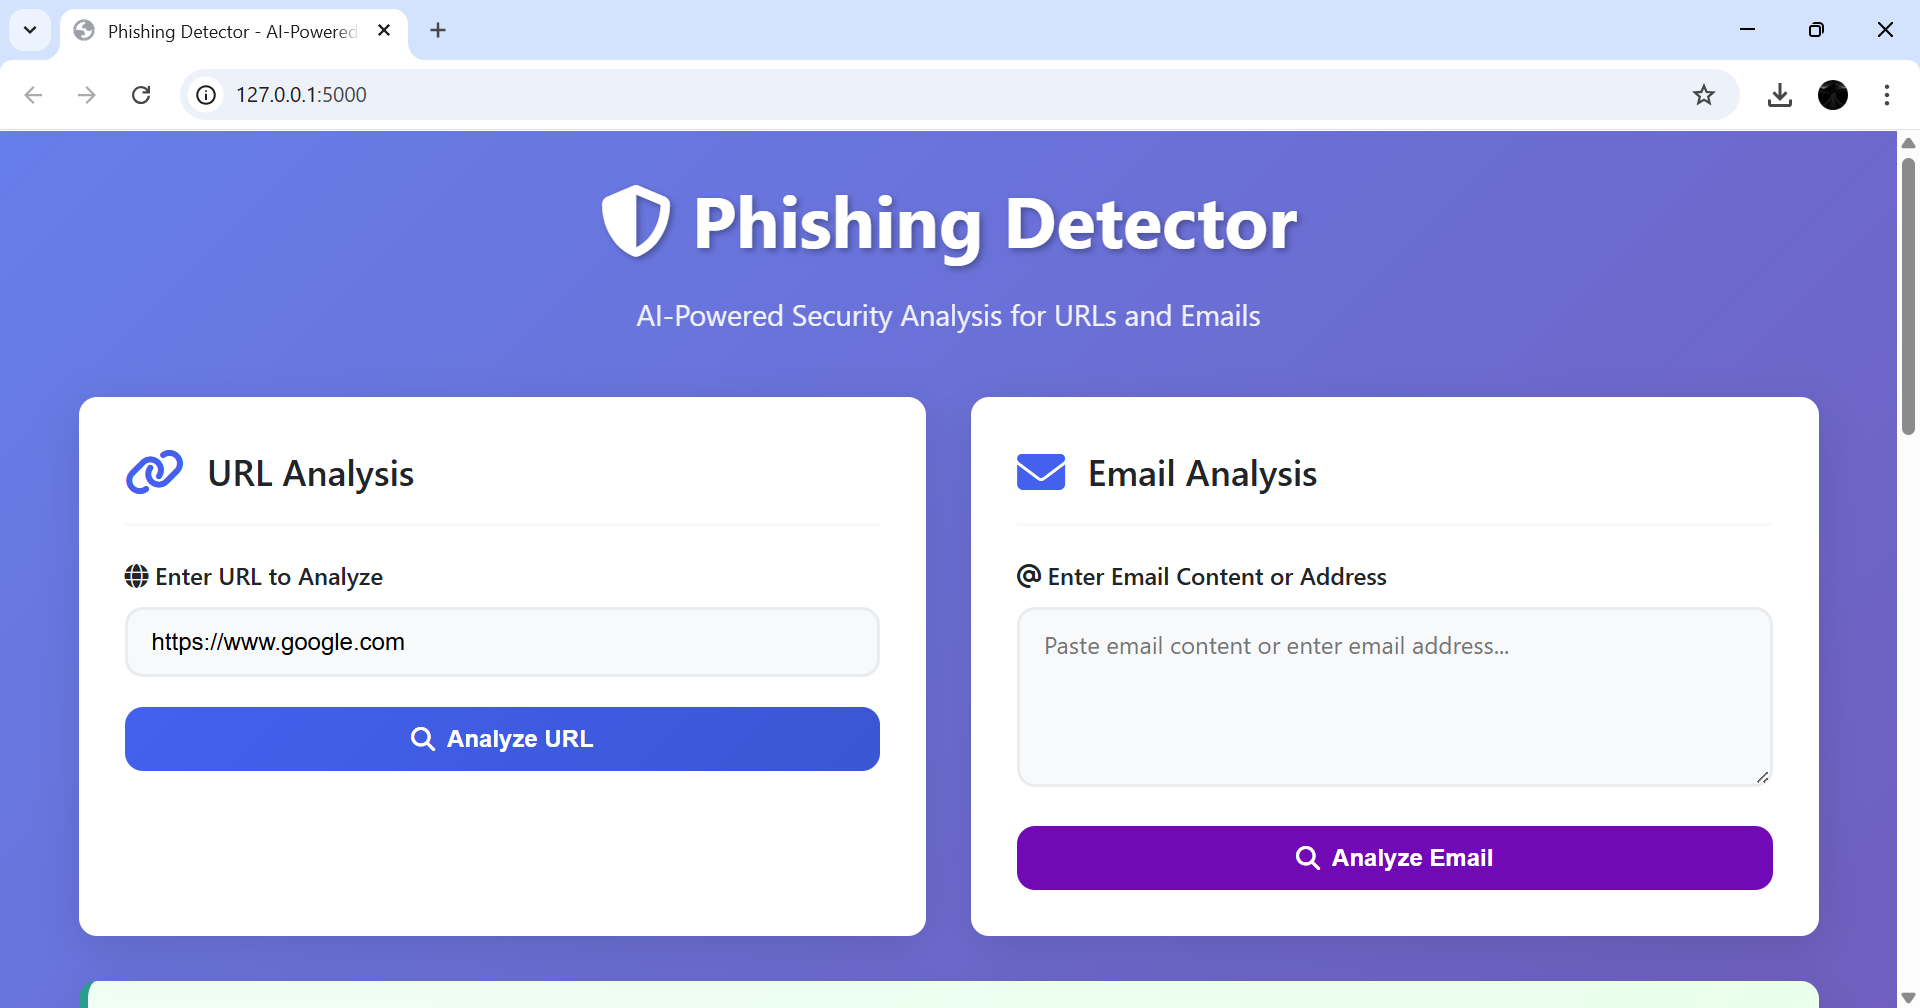 Phishing Detector - AI-Powered
127.0.0.1:5000
Phishing Detector
AI-Powered Security Analysis for URLs and Emails
URL Analysis
Enter URL to Analyze
https://www.google.com
Analyze URL
Email Analysis
Enter Email Content or Address
Paste email content or enter email address...
Analyze Email